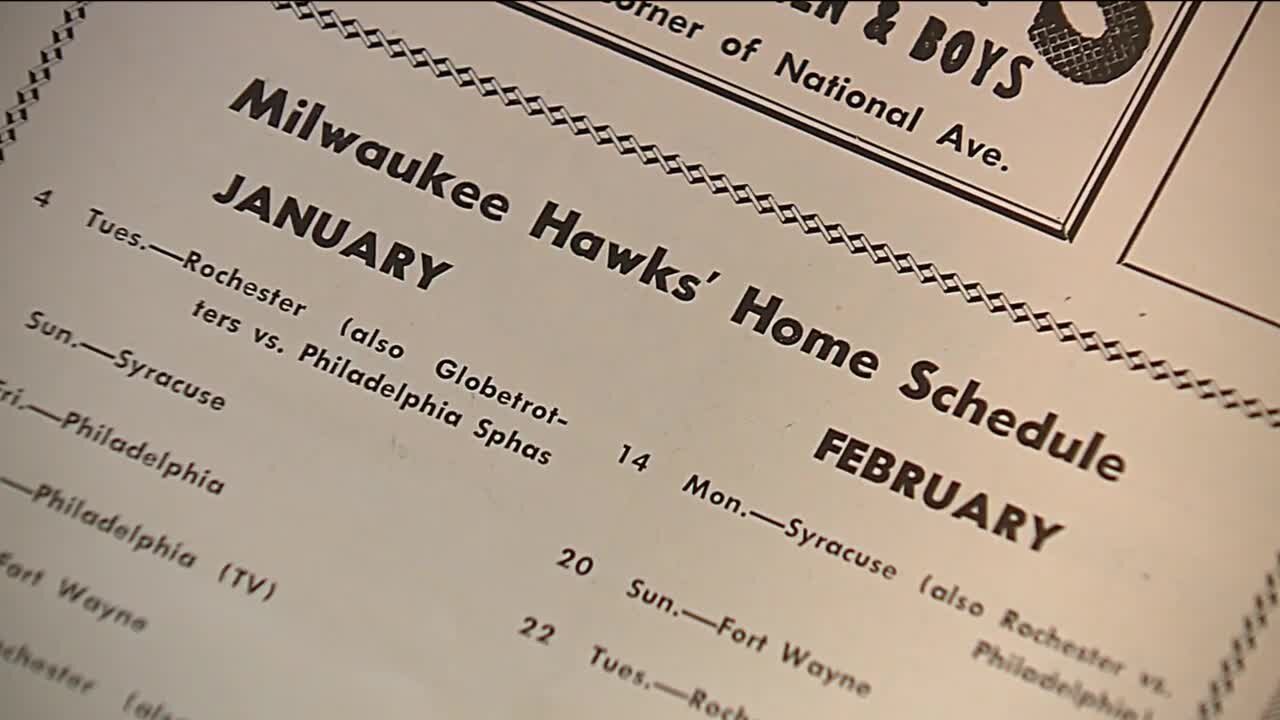 & BOYS
of National Ave.
Milwaukee Hawks' Home Schedule
JANUARY
4 Tues.—Rochester (also Globetrot-
ters vs. Philadelphia Sphas
Sun.—Syracuse
Fri.—Philadelphia
—Philadelphia (TV)
Fort Wayne
(also
FEBRUARY
14 Mon.—Syracuse (also Rochester vs.
Philadelphia)
20 Sun.—Fort Wayne
22 Tues.—